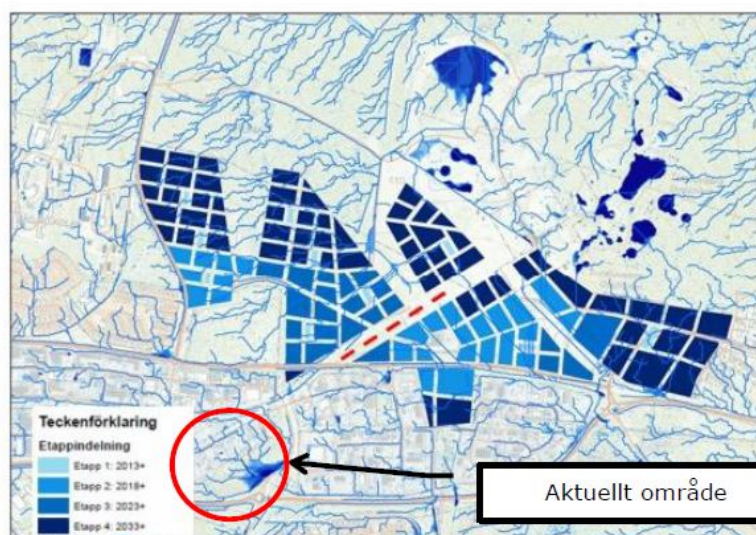 Teckenförklaring
Etappindelning
Etapp 1: 2013+
Etapp 2: 2018+
Etapp 3: 2023+
Etapp 4: 2033+
Aktuellt område